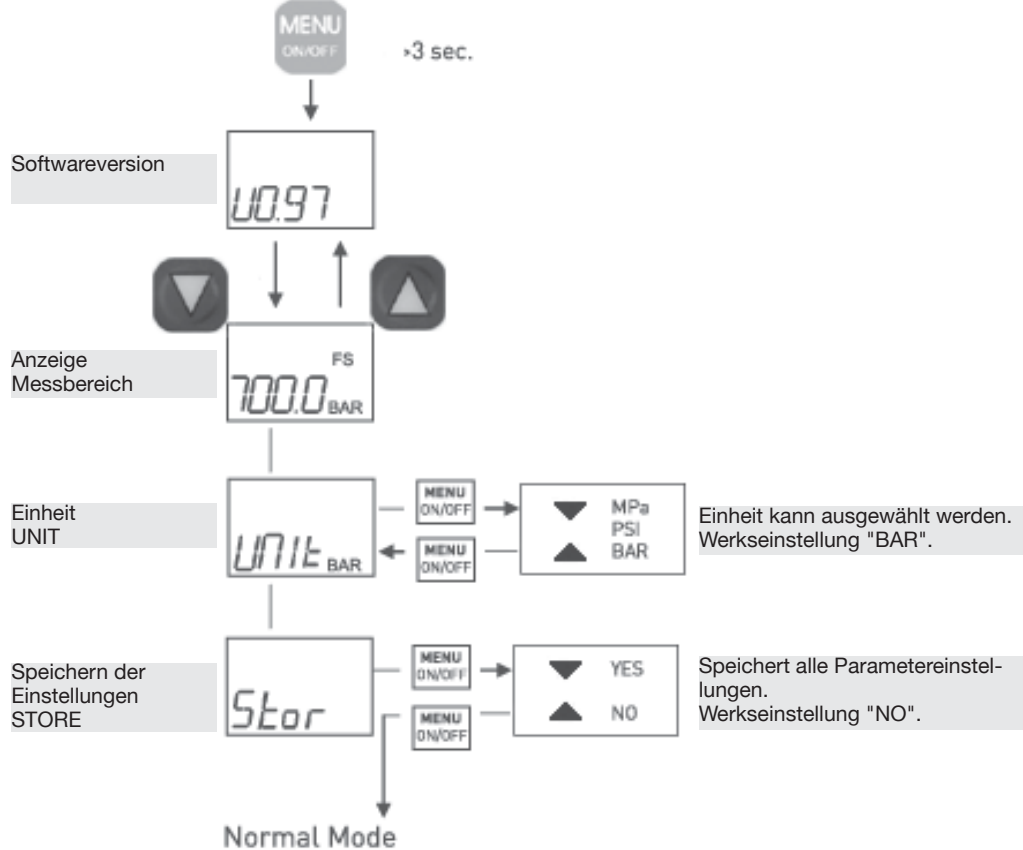 MENU
ON/OFF
>3 sec.
Softwareversion
V0.97
Anzeige
Messbereich
FS
700.0 BAR
Einheit
UNIT
UNIt BAR
MENU
ON/OFF
MENU
ON/OFF
MPa
PSI
BAR
Einheit kann ausgewählt werden.
Werkseinstellung "BAR".
Speichern der
Einstellungen
STORE
Stor
MENU
ON/OFF
MENU
ON/OFF
YES
NO
Speichert alle Parametereinstel-
lungen.
Werkseinstellung "NO".
Normal Mode